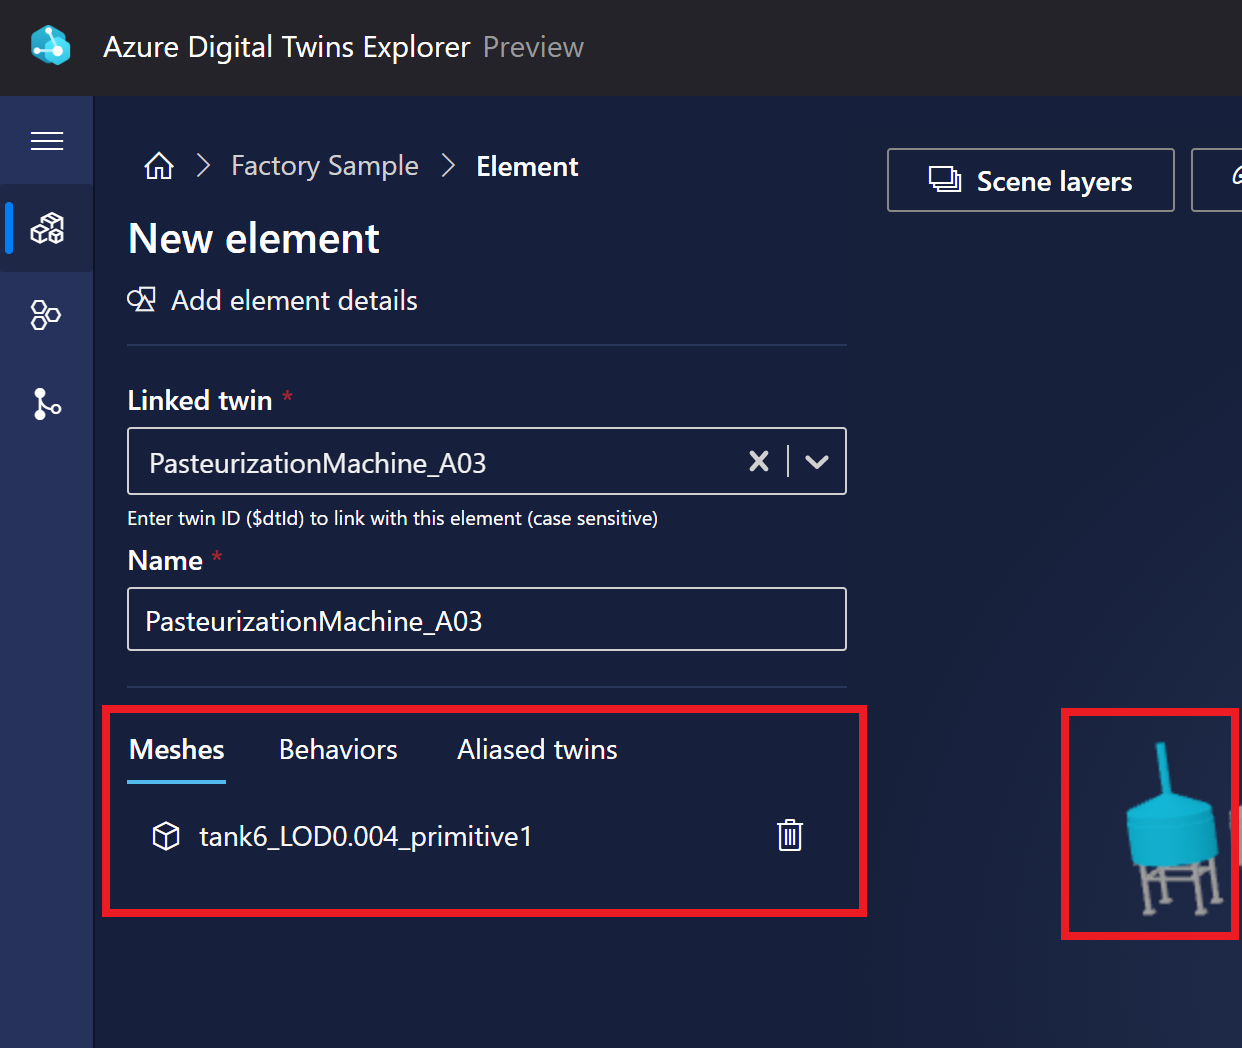 Azure Digital Twins Explorer Preview
Factory Sample Element
Scene layers
New element
Add element details
Linked twin *
PasteurizationMachine_A03
Enter twin ID ($dtId) to link with this element (case sensitive)
Name *
PasteurizationMachine_A03
Meshes Behaviors Aliased twins
tank6_LOD0.004_primitive1